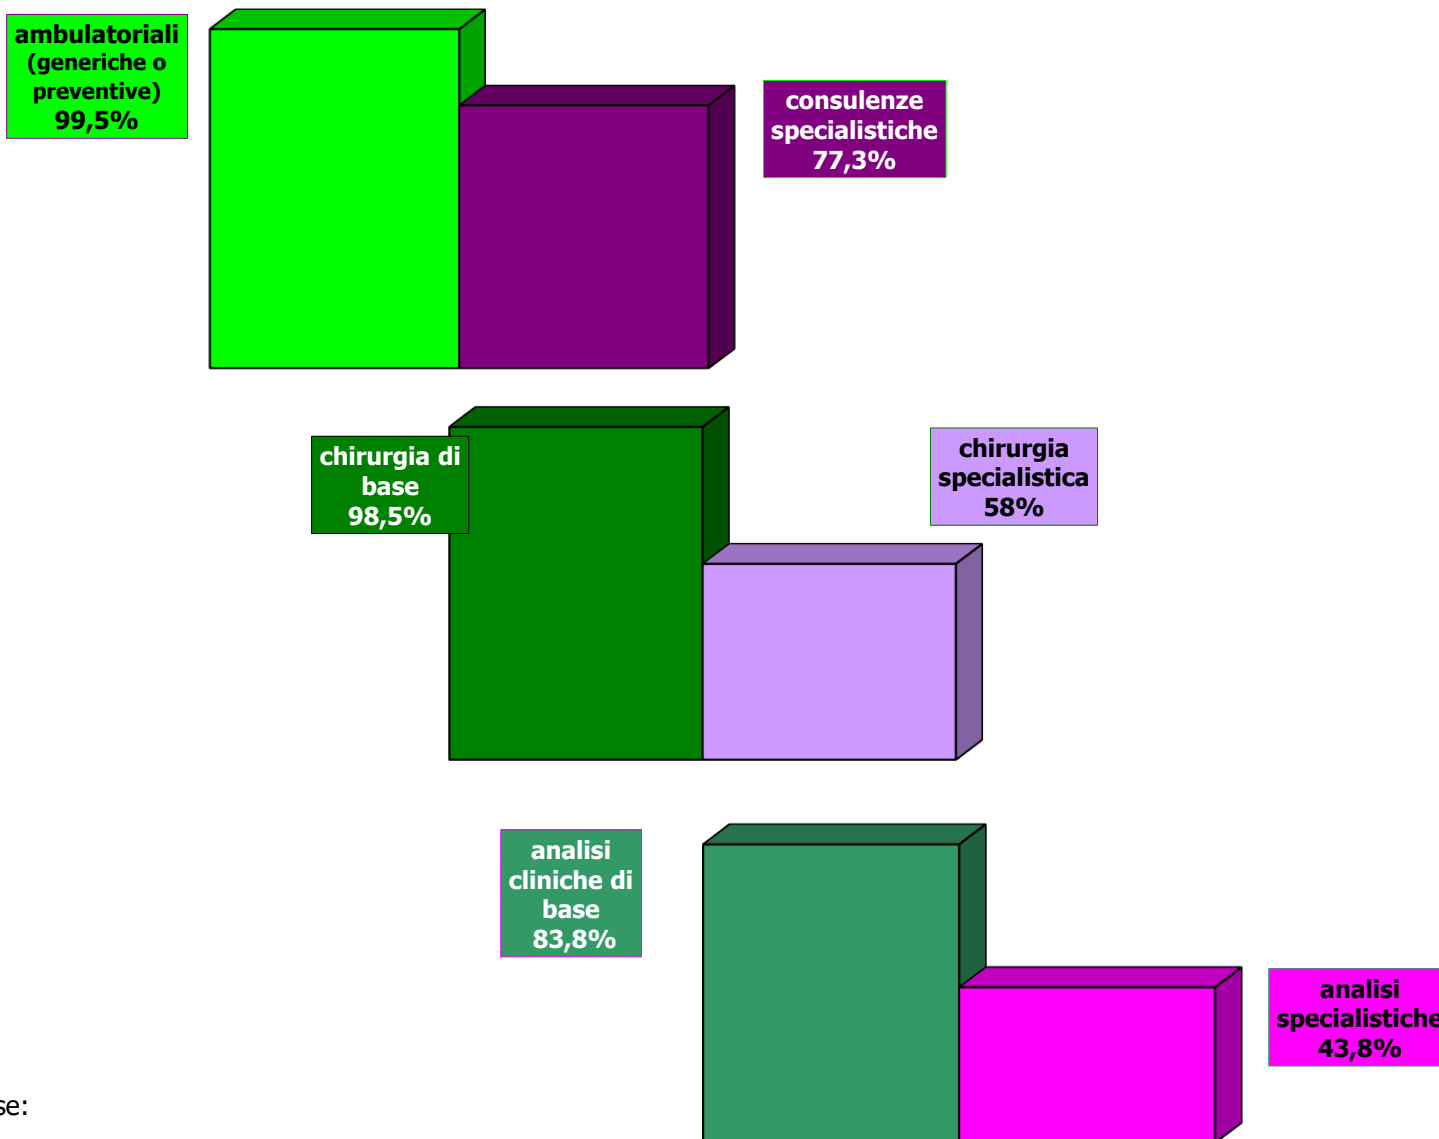 ambulatoriali
(generiche o
preventive)
99,5%
consulenze
specialistiche
77,3%
chirurgia di
base
98,5%
chirurgia
specialistica
58%
analisi
cliniche di
base
83,8%
analisi
specialistiche
43,8%
se: